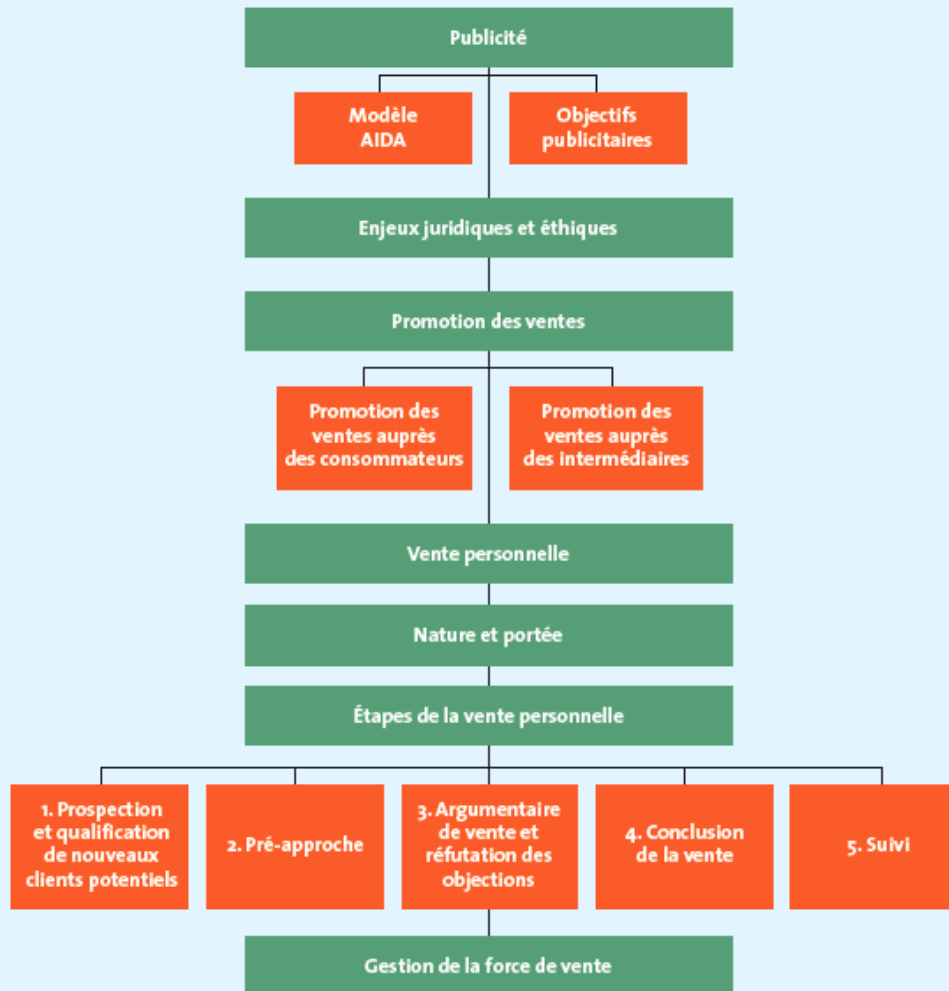 Publicité
Modèle
AIDA
Objectifs
publicitaires
Enjeux juridiques et éthiques
Promotion des ventes
Promotion des
ventes auprès
des consommateurs
Promotion des
ventes auprès
des intermédiaires
Vente personnelle
Nature et portée
Étapes de la vente personnelle
1. Prospection
et qualification
de nouveaux
clients potentiels
2. Pré-approche
3. Argumentaire
de vente et
réfutation des
objections
4. Conclusion
de la vente
5. Suivi
Gestion de la force de vente